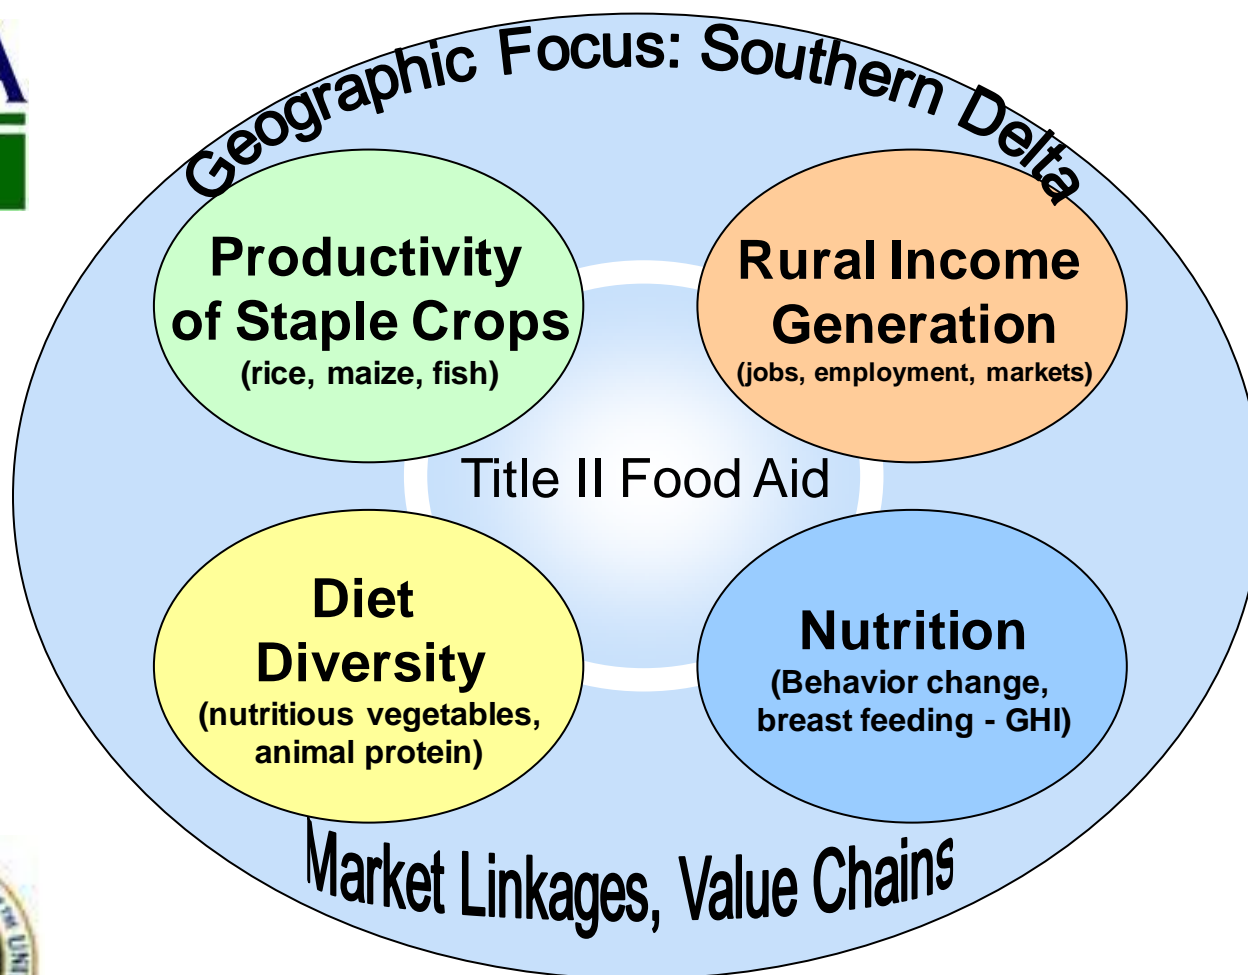 Geographic Focus: Southern Delta
Productivity
of Staple Crops
(rice, maize, fish)
Rural Income
Generation
(jobs, employment, markets)
Title II Food Aid
Diet
Diversity
(nutritious vegetables,
animal protein)
Nutrition
(Behavior change,
breast feeding - GHI)
Market Linkages, Value Chains